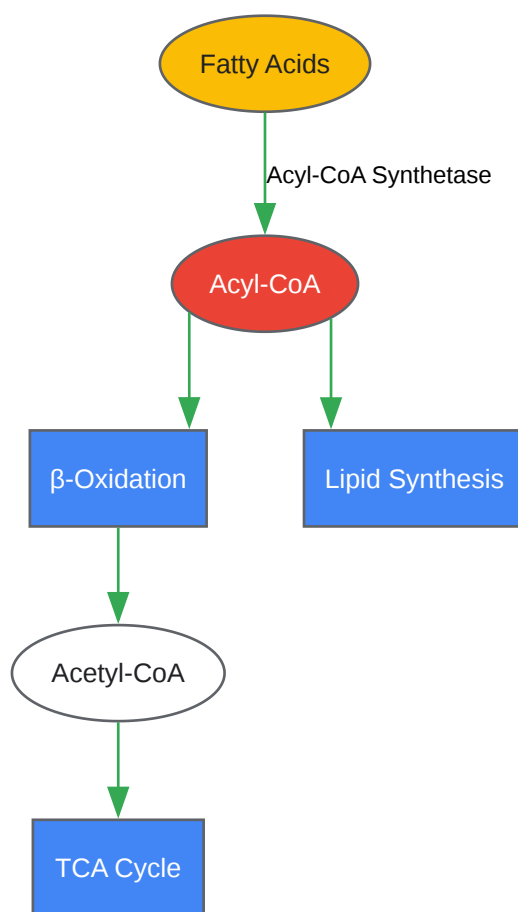 Fatty Acids
Acyl-CoA Synthetase
Acyl-CoA
β-Oxidation
Lipid Synthesis
Acetyl-CoA
TCA Cycle